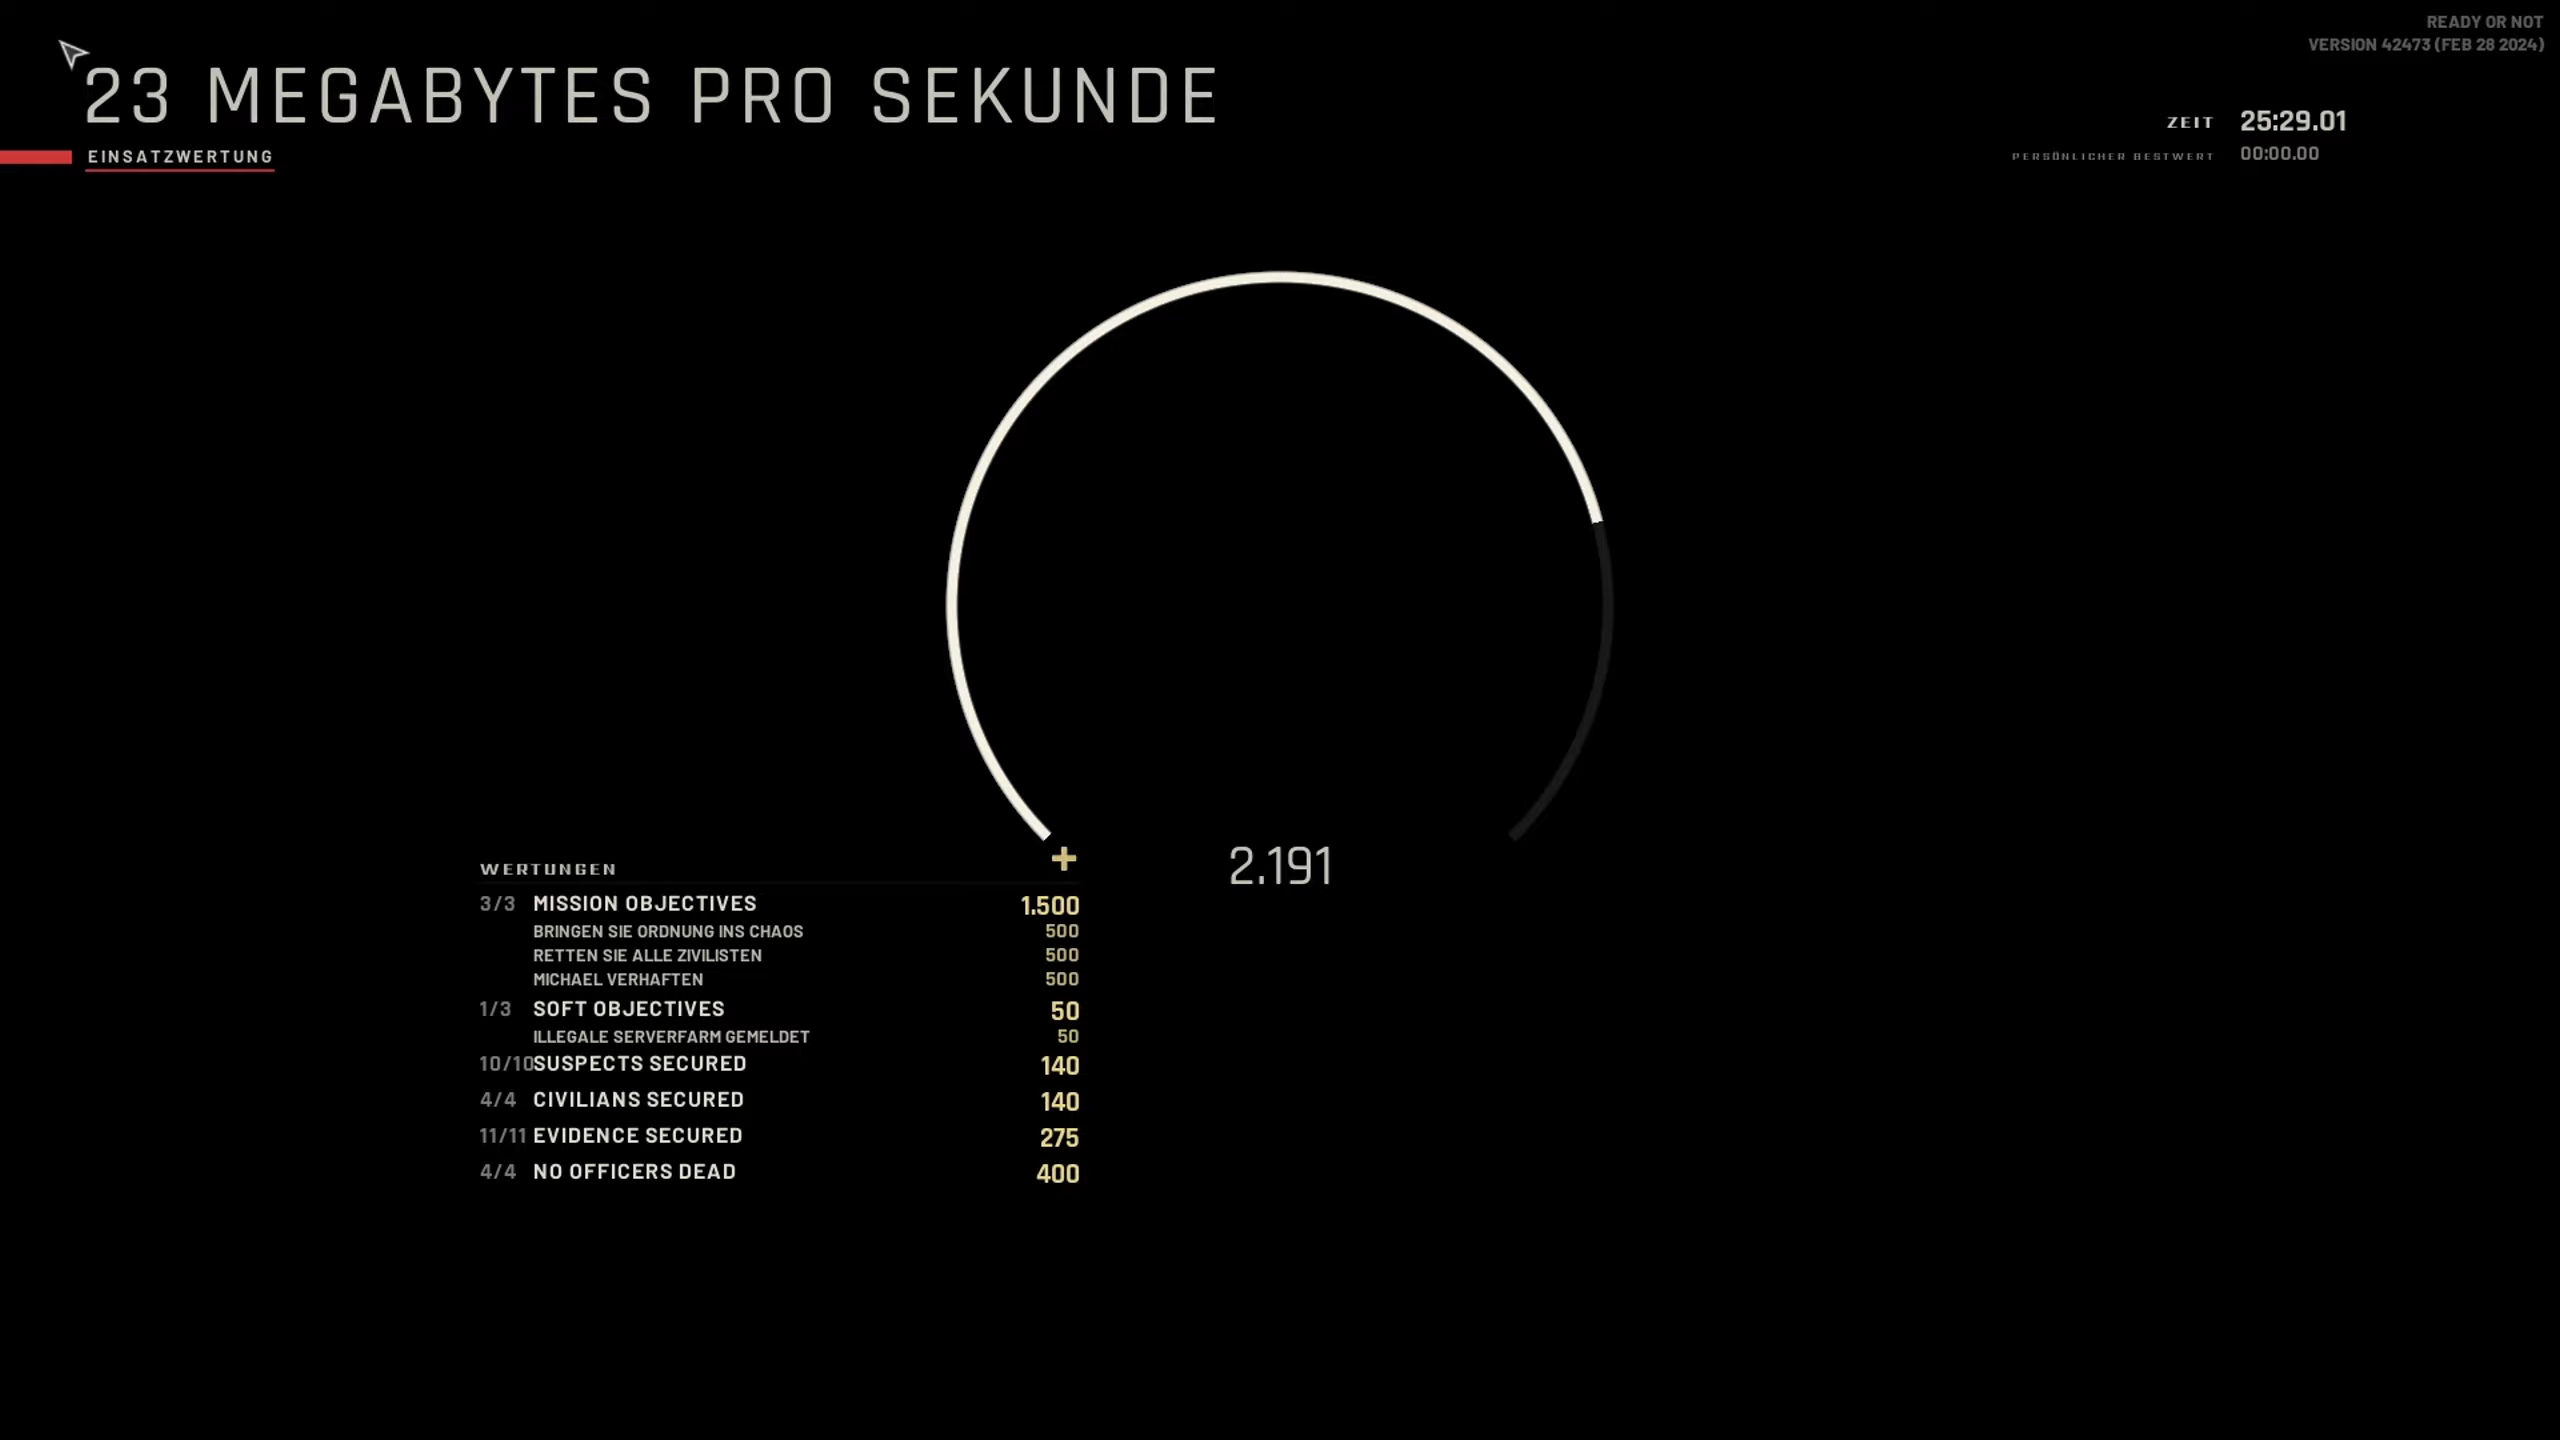 READY OR NOT
VERSION 42473 (FEB 28 2024)
23 MEGABYTES PRO SEKUNDE
EINSATZWERTUNG
ZEIT 25:29.01
PERSÖNLICHER BESTWERT 00:00.00
2.191
WERTUNGEN +
3/3 MISSION OBJECTIVES 1.500
BRINGEN SIE ORDNUNG INS CHAOS 500
RETTEN SIE ALLE ZIVILISTEN 500
MICHAEL VERHAFTEN 500
1/3 SOFT OBJECTIVES 50
ILLEGALE SERVERFARM GEMELDET 50
10/10 SUSPECTS SECURED 140
4/4 CIVILIANS SECURED 140
11/11 EVIDENCE SECURED 275
4/4 NO OFFICERS DEAD 400